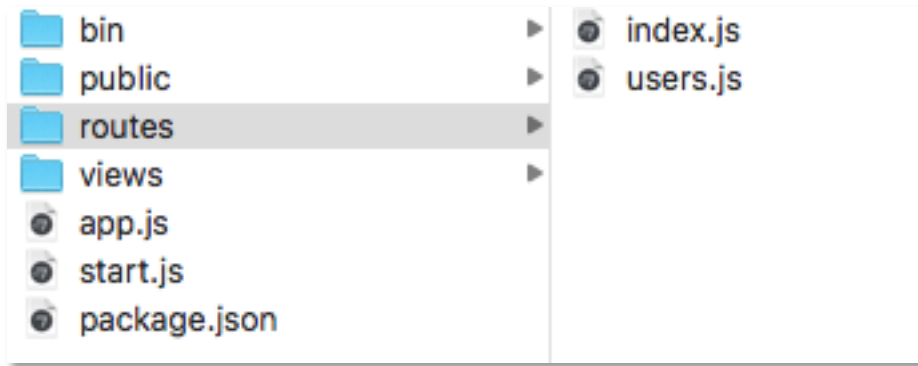 bin
public
routes
views
app.js
start.js
package.json
index.js
users.js